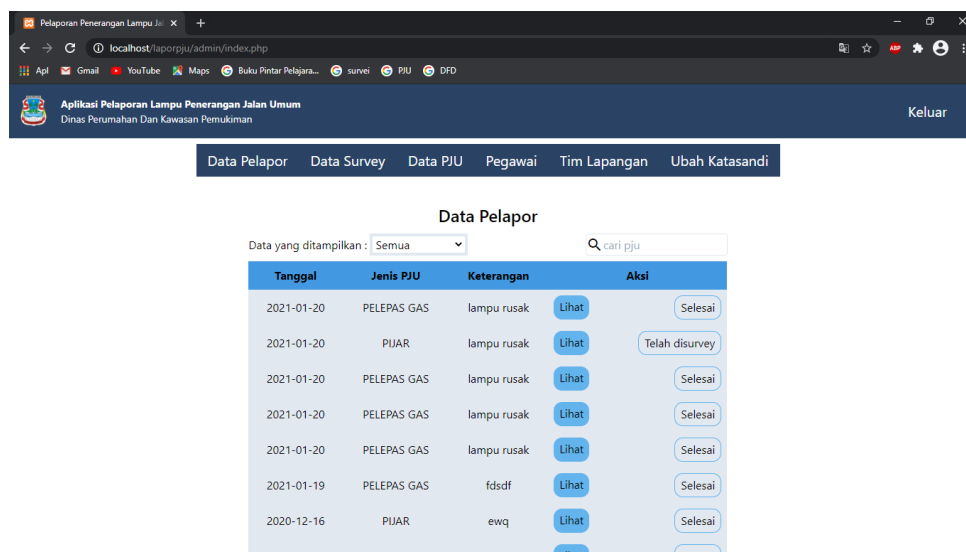 Pelaporan Penerangan Lampu Jal
localhost/laporpju/admin/index.php
ABP
Apl Gmail YouTube Maps Buku Pintar Pelajara... survei PJU DFD
Aplikasi Pelaporan Lampu Penerangan Jalan Umum
Dinas Perumahan Dan Kawasan Pemukiman
Keluar
Data Pelapor Data Survey Data PJU Pegawai Tim Lapangan Ubah Katasandi
Data Pelapor
Data yang ditampilkan : Semua cari pju
Tanggal Jenis PJU Keterangan Aksi
2021-01-20 PELEPAS GAS lampu rusak Lihat Selesai
2021-01-20 PIJAR lampu rusak Lihat Telah disurvey
2021-01-20 PELEPAS GAS lampu rusak Lihat Selesai
2021-01-20 PELEPAS GAS lampu rusak Lihat Selesai
2021-01-20 PELEPAS GAS lampu rusak Lihat Selesai
2021-01-19 PELEPAS GAS fdsdf Lihat Selesai
2020-12-16 PIJAR ewq Lihat Selesai